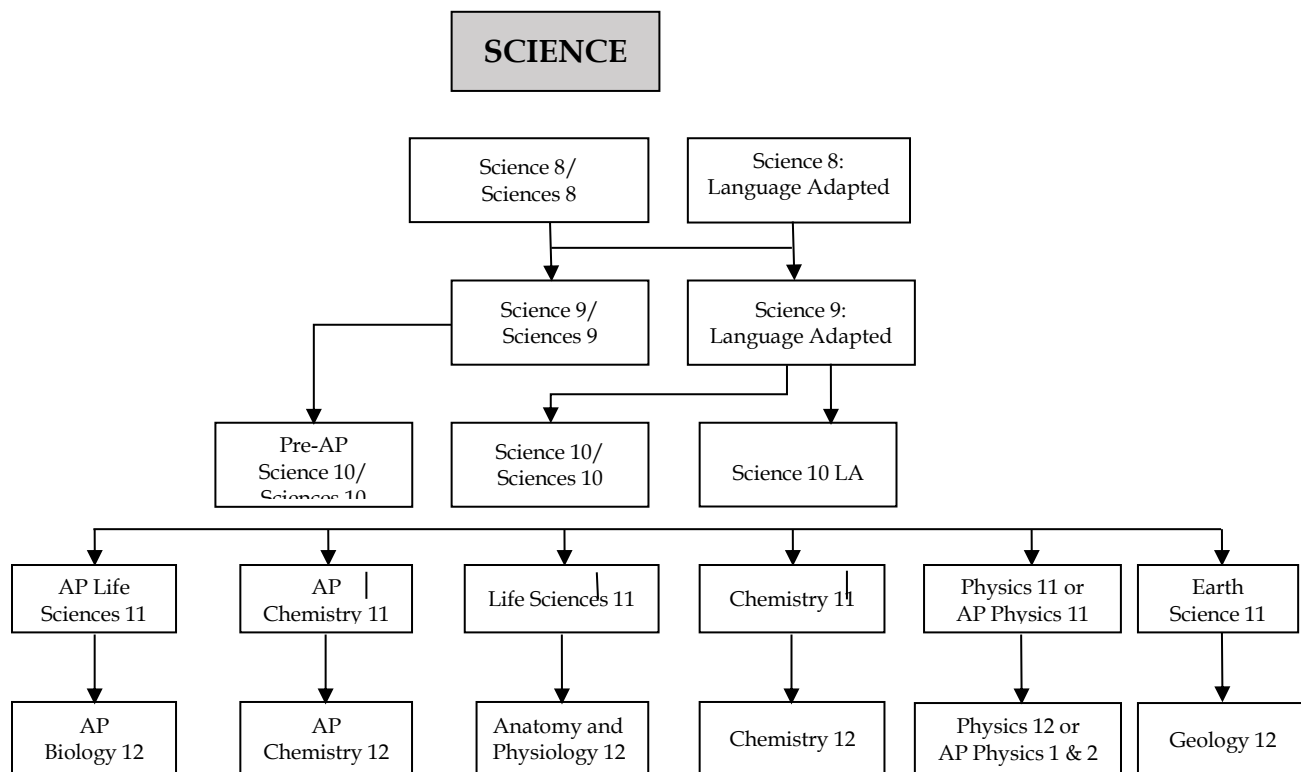 SCIENCE
Science 8/
Sciences 8
Science 8:
Language Adapted
Science 9/
Sciences 9
Science 9:
Language Adapted
Pre-AP
Science 10/
Sciences 10
Science 10/
Sciences 10
Science 10 LA
AP Life
Sciences 11
AP
Chemistry 11
Life Sciences 11
Chemistry 11
Physics 11 or
AP Physics 11
Earth
Science 11
AP
Biology 12
AP
Chemistry 12
Anatomy and
Physiology 12
Chemistry 12
Physics 12 or
AP Physics 1 & 2
Geology 12